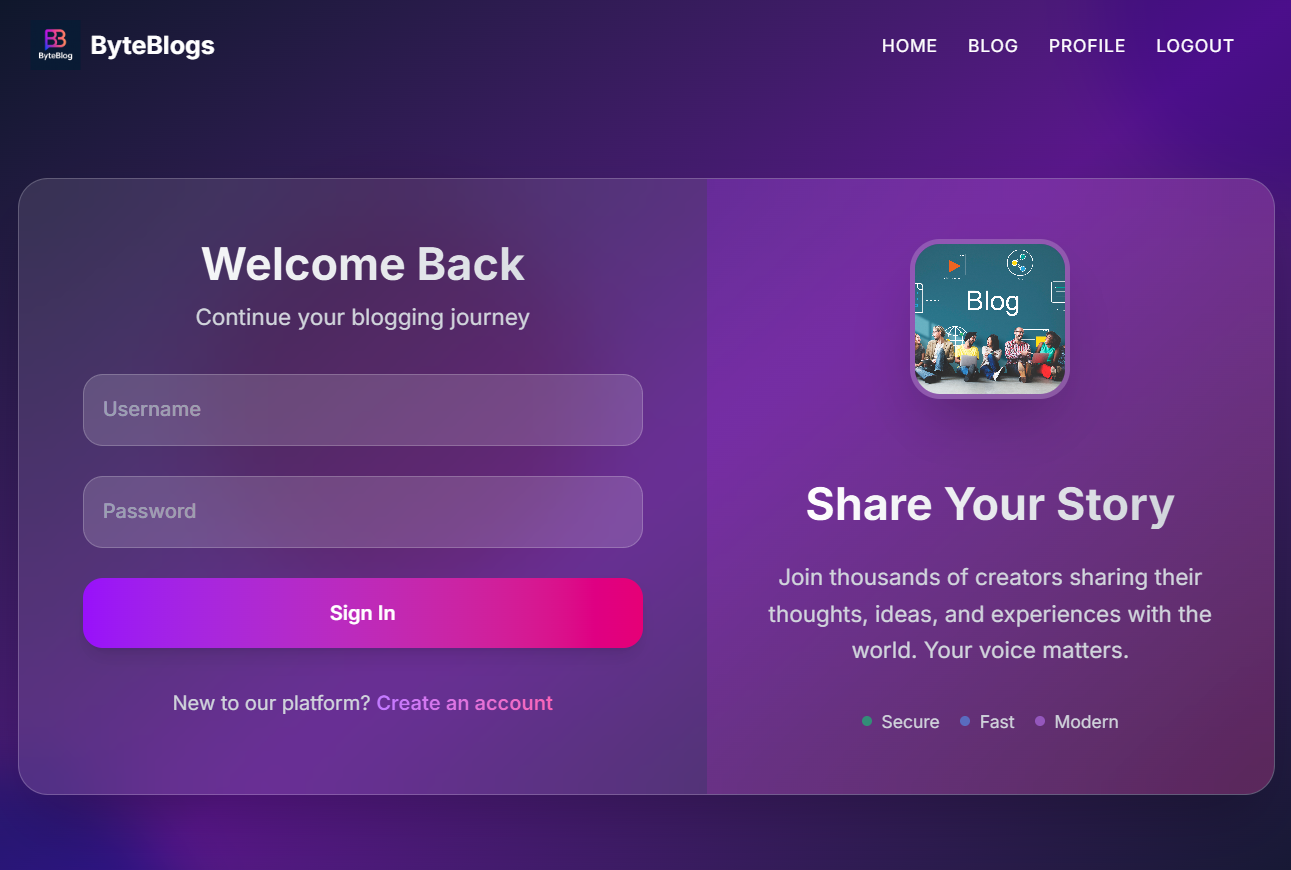 ByteBlog
ByteBlogs
HOME BLOG PROFILE LOGOUT
Welcome Back
Continue your blogging journey
Username
Password
Sign In
New to our platform? Create an account
Blog
Share Your Story
Join thousands of creators sharing their
thoughts, ideas, and experiences with the
world. Your voice matters.
Secure Fast Modern